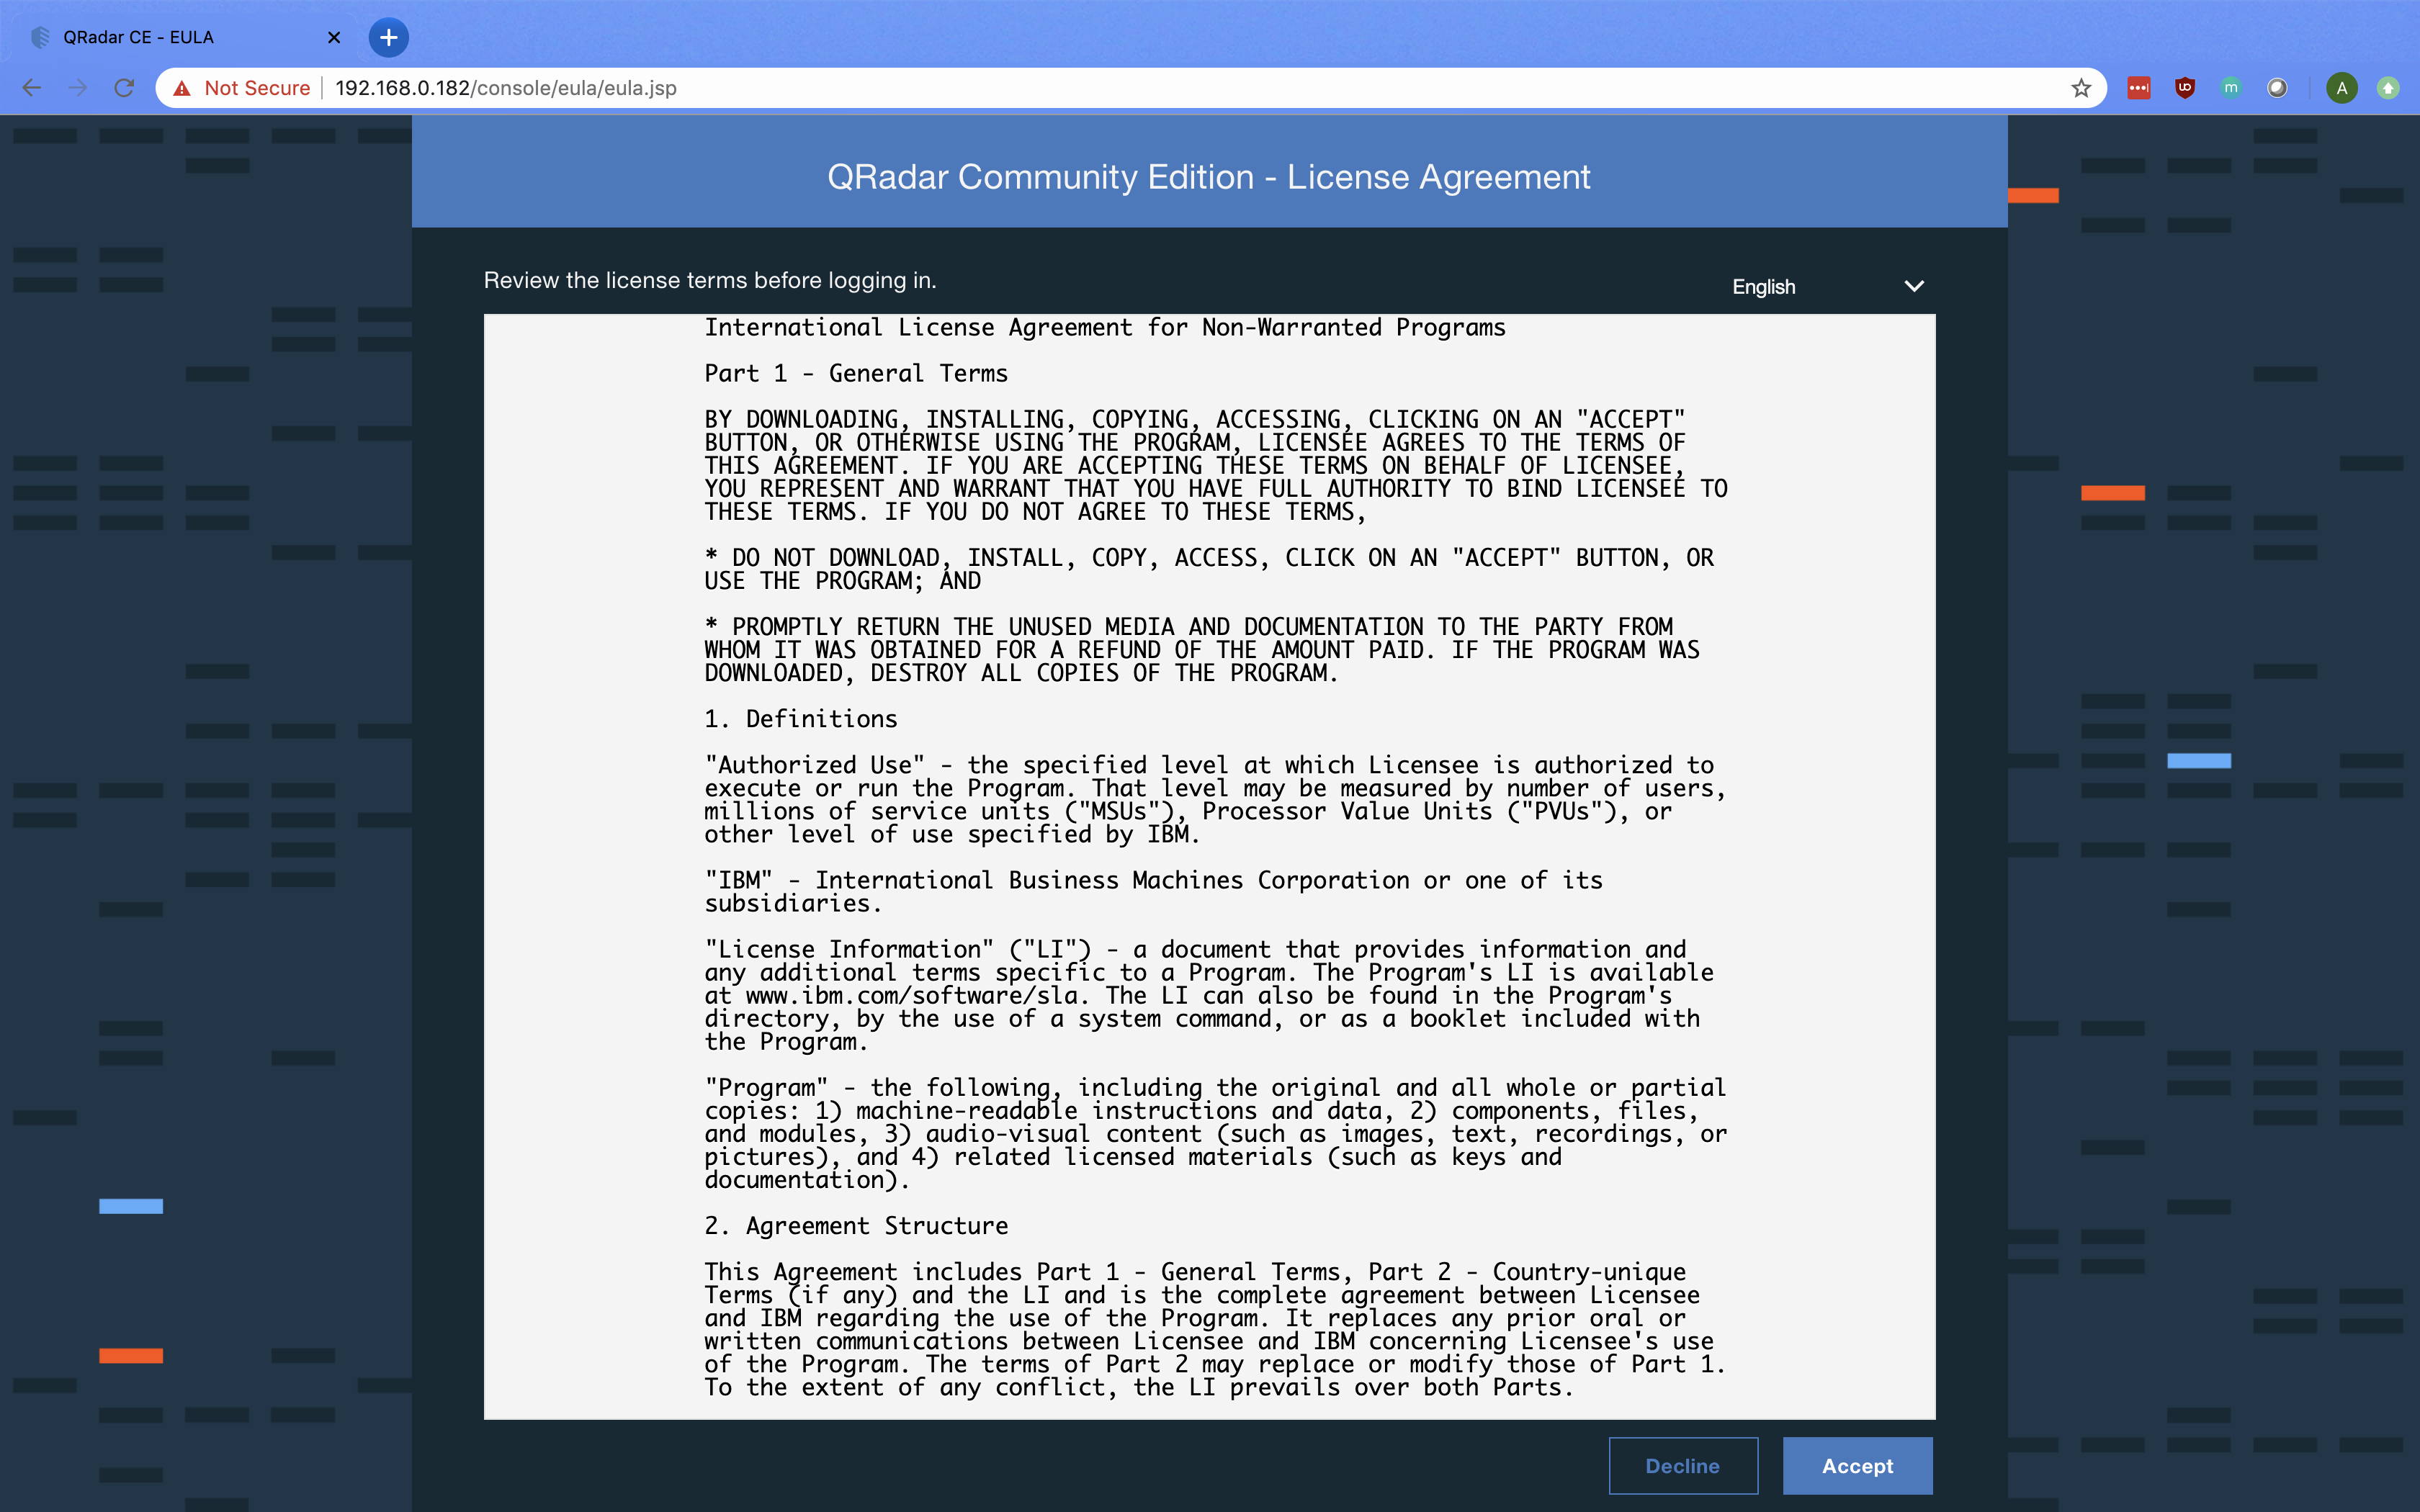 QRadar CE - EULA
Not Secure
192.168.0.182/console/eula/eula.jsp
m
A
QRadar Community Edition - License Agreement
Review the license terms before logging in.
English
International License Agreement for Non-Warranted Programs
Part 1 - General Terms
BY DOWNLOADING, INSTALLING, COPYING, ACCESSING, CLICKING ON AN "ACCEPT"
BUTTON, OR OTHERWISE USING THE PROGRAM, LICENSEE AGREES TO THE TERMS OF
THIS AGREEMENT. IF YOU ARE ACCEPTING THESE TERMS ON BEHALF OF LICENSEE,
YOU REPRESENT AND WARRANT THAT YOU HAVE FULL AUTHORITY TO BIND LICENSEE TO
THESE TERMS. IF YOU DO NOT AGREE TO THESE TERMS,
* DO NOT DOWNLOAD, INSTALL, COPY, ACCESS, CLICK ON AN "ACCEPT" BUTTON, OR
USE THE PROGRAM; AND
* PROMPTLY RETURN THE UNUSED MEDIA AND DOCUMENTATION TO THE PARTY FROM
WHOM IT WAS OBTAINED FOR A REFUND OF THE AMOUNT PAID. IF THE PROGRAM WAS
DOWNLOADED, DESTROY ALL COPIES OF THE PROGRAM.
1. Definitions
"Authorized Use" - the specified level at which Licensee is authorized to
execute or run the Program. That level may be measured by number of users,
millions of service units ("MSUs"), Processor Value Units ("PVUs"), or
other level of use specified by IBM.
"IBM" - International Business Machines Corporation or one of its
subsidiaries.
"License Information" ("LI") - a document that provides information and
any additional terms specific to a Program. The Program's LI is available
at www.ibm.com/software/sla. The LI can also be found in the Program's
directory, by the use of a system command, or as a booklet included with
the Program.
"Program" - the following, including the original and all whole or partial
copies: 1) machine-readable instructions and data, 2) components, files,
and modules, 3) audio-visual content (such as images, text, recordings, or
pictures), and 4) related licensed materials (such as keys and
documentation).
2. Agreement Structure
This Agreement includes Part 1 - General Terms, Part 2 - Country-unique
Terms (if any) and the LI and is the complete agreement between Licensee
and IBM regarding the use of the Program. It replaces any prior oral or
written communications between Licensee and IBM concerning Licensee's use
of the Program. The terms of Part 2 may replace or modify those of Part 1.
To the extent of any conflict, the LI prevails over both Parts.
Decline
Accept